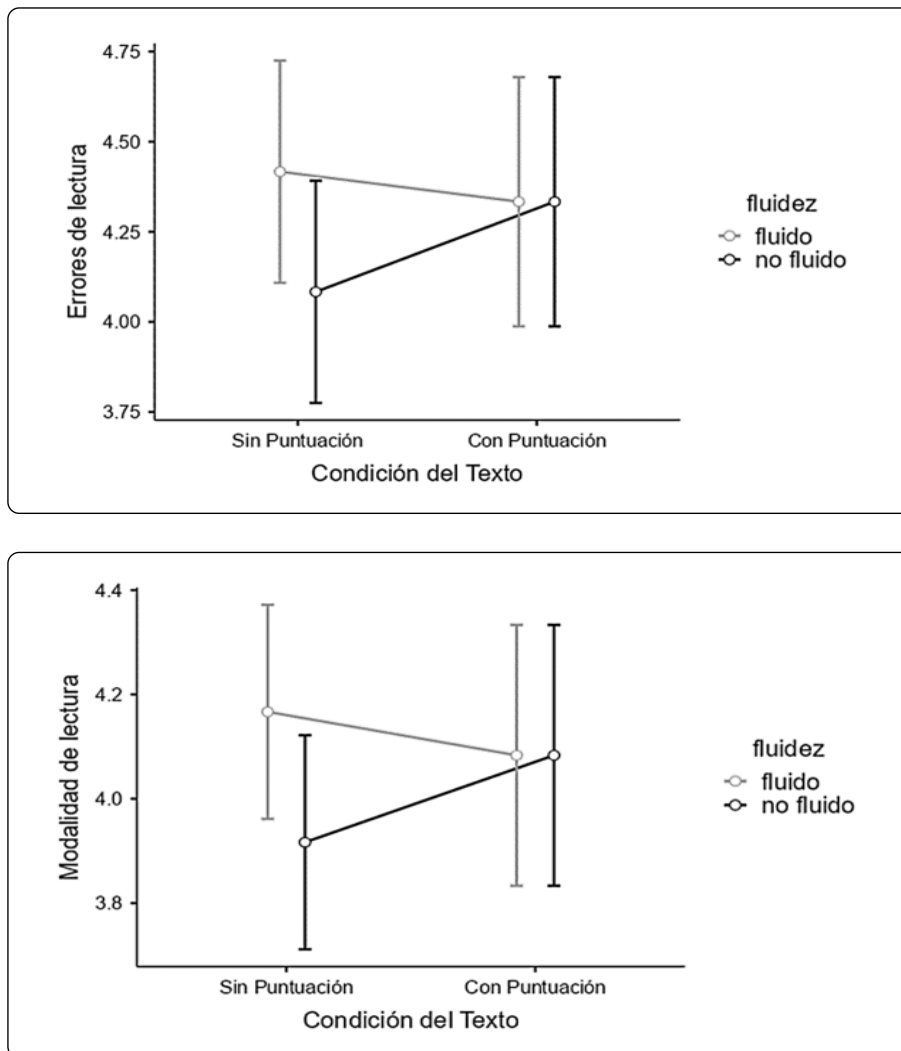 4.75
4.50
4.25
4.00
3.75
Errores de lectura
Sin Puntuación
Con Puntuación
Condición del Texto
fluidez
fluido
no fluido
4.4
4.2
4.0
3.8
Modalidad de lectura
Sin Puntuación
Con Puntuación
Condición del Texto
fluidez
fluido
no fluido